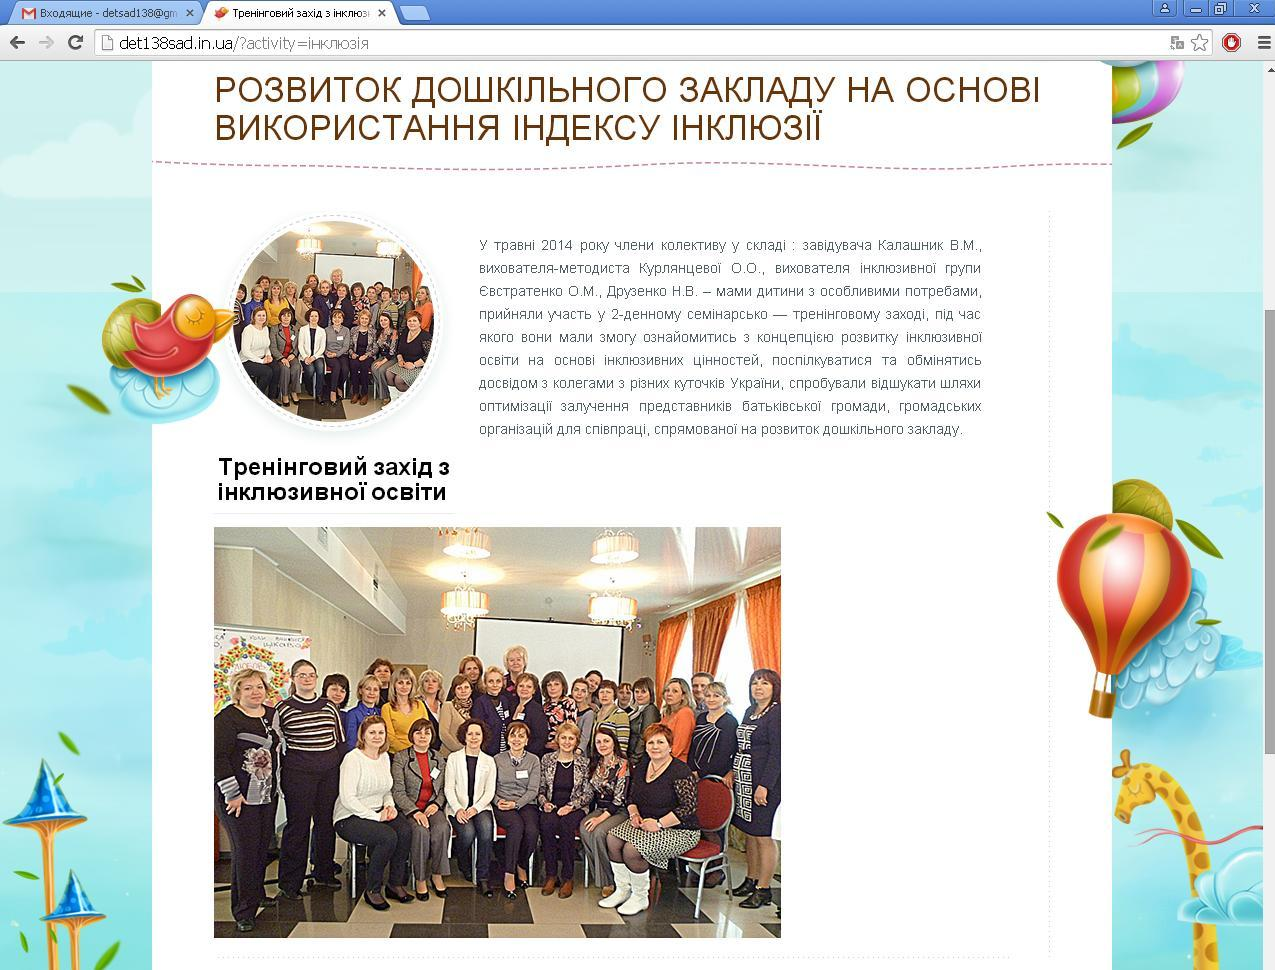 Входящие - detsad138@gm
Тренінговий захід з інклюзи
det138sad.in.ua/?activity=інклюзія
РОЗВИТОК ДОШКІЛЬНОГО ЗАКЛАДУ НА ОСНОВІ
ВИКОРИСТАННЯ ІНДЕКСУ ІНКЛЮЗІЇ
У травні 2014 року члени колективу у складі : завідувача Калашник В.М.,
вихователя-методиста Курлянцевої О.О., вихователя інклюзивної групи
Євстратенко О.М., Друзенко Н.В. – мами дитини з особливими потребами,
прийняли участь у 2-денному семінарсько — тренінговому заході, під час
якого вони мали змогу ознайомитись з концепцією розвитку інклюзивної
освіти на основі інклюзивних цінностей, поспілкуватися та обмінятись
досвідом з колегами з різних куточків України, спробували відшукати шляхи
оптимізації залучення представників батьківської громади, громадських
організацій для співпраці, спрямованої на розвиток дошкільного закладу.
Тренінговий захід з
інклюзивної освіти